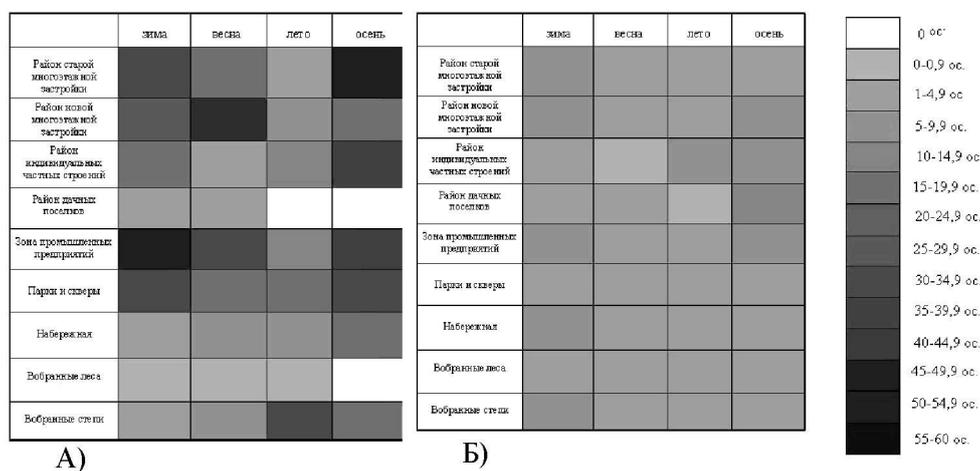 зима весна лето осень
Район старой
многоэтажной
застройки
Район новой
многоэтажной
застройки
Район
индивидуальных
частных строений
Район дачных
поселков
Зона промышленных
предприятий
Парки и скверы
Набережная
Вобранные леса
Вобранные степи
А)
зима весна лето осень
Район старой
многоэтажной
застройки
Район новой
многоэтажной
застройки
Район
индивидуальных
частных строений
Район дачных
поселков
Зона промышленных
предприятий
Парки и скверы
Набережная
Вобранные леса
Вобранные степи
Б)
0 ос.
0-0,9 ос.
1-4,9 ос.
5-9,9 ос.
10-14,9 ос.
15-19,9 ос.
20-24,9 ос.
25-29,9 ос.
30-34,9 ос.
35-39,9 ос.
40-44,9 ос.
45-49,9 ос.
50-54,9 ос.
55-60 ос.